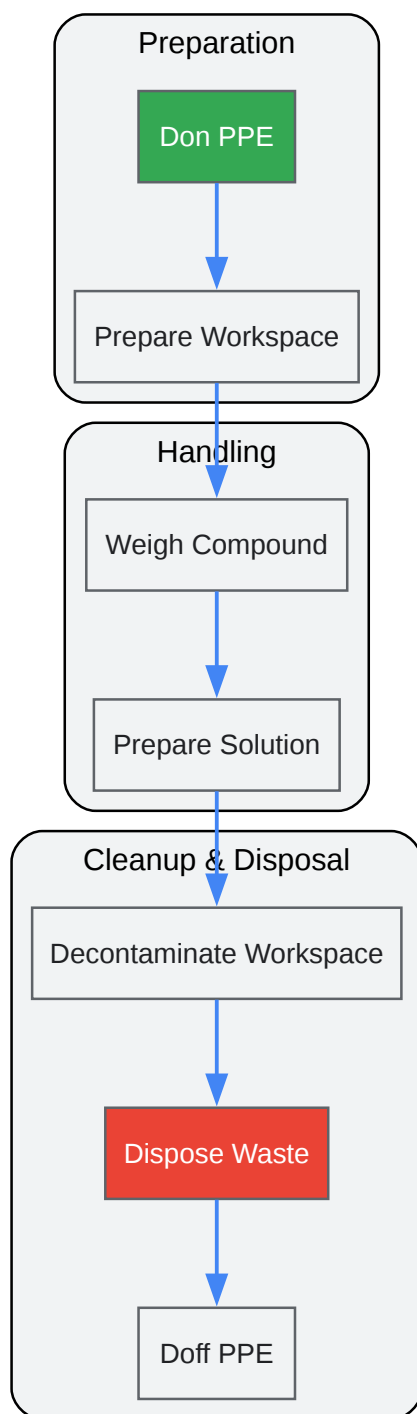 Preparation
Don PPE
Prepare Workspace
Handling
Weigh Compound
Prepare Solution
Cleanup & Disposal
Decontaminate Workspace
Dispose Waste
Doff PPE